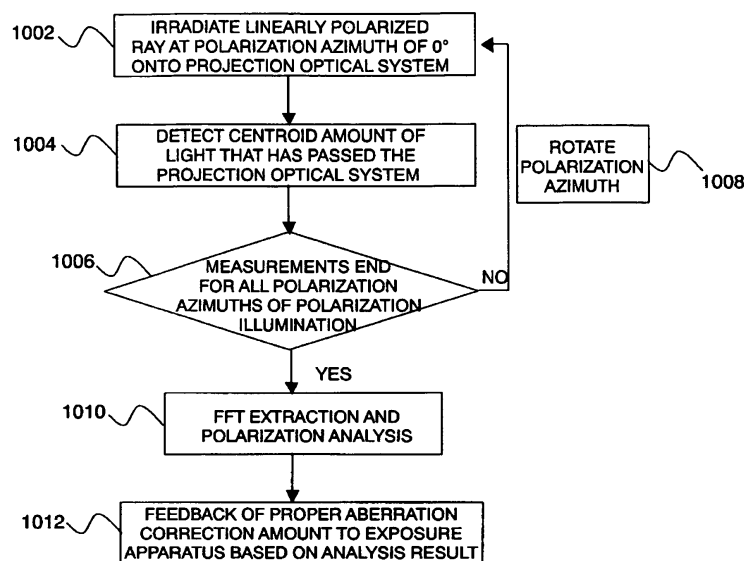 1002
IRRADIATE LINEARLY POLARIZED
RAY AT POLARIZATION AZIMUTH OF 0°
ONTO PROJECTION OPTICAL SYSTEM
1004
DETECT CENTROID AMOUNT OF
LIGHT THAT HAS PASSED THE
PROJECTION OPTICAL SYSTEM
ROTATE
POLARIZATION
AZIMUTH
1008
1006
MEASUREMENTS END
FOR ALL POLARIZATION
AZIMUTHS OF POLARIZATION
ILLUMINATION
NO
YES
1010
FFT EXTRACTION AND
POLARIZATION ANALYSIS
1012
FEEDBACK OF PROPER ABERRATION
CORRECTION AMOUNT TO EXPOSURE
APPARATUS BASED ON ANALYSIS RESULT